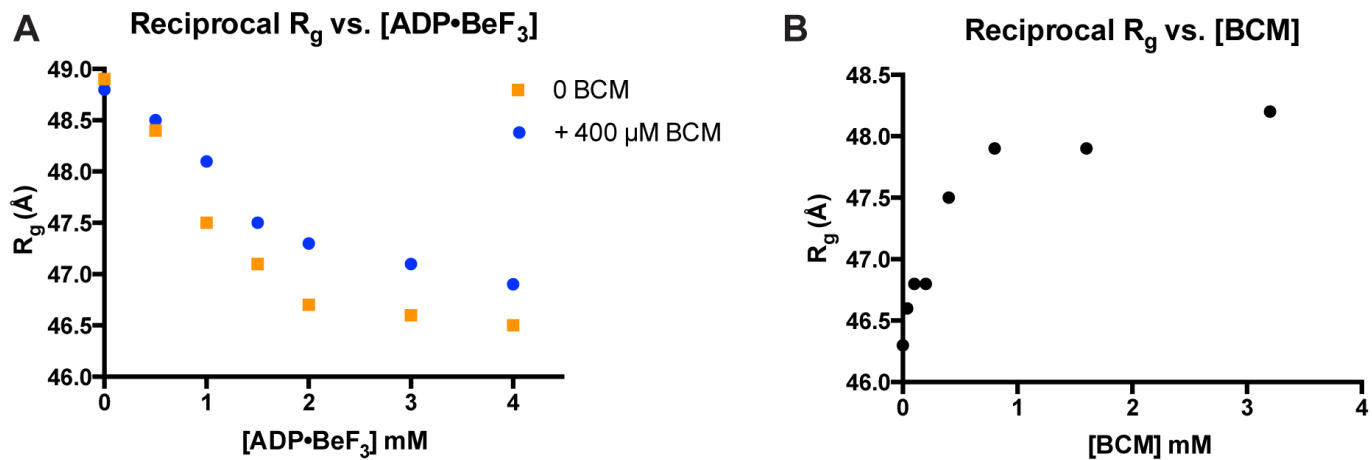 A
Reciprocal Rg vs. [ADP•BeF3]
49.0
48.5
48.0
47.5
47.0
46.5
46.0
Rg (Å)
0
1
2
3
4
[ADP•BeF3] mM
0 BCM
+ 400 µM BCM
B
Reciprocal Rg vs. [BCM]
48.5
48.0
47.5
47.0
46.5
46.0
Rg (Å)
0
1
2
3
4
[BCM] mM